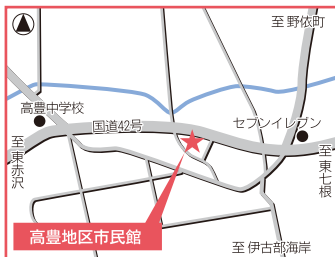 至 野依町
高豊中学校
国道42号
セブンイレブン
至 東赤沢
至 東七根
高豊地区市民館
至 伊古部海岸